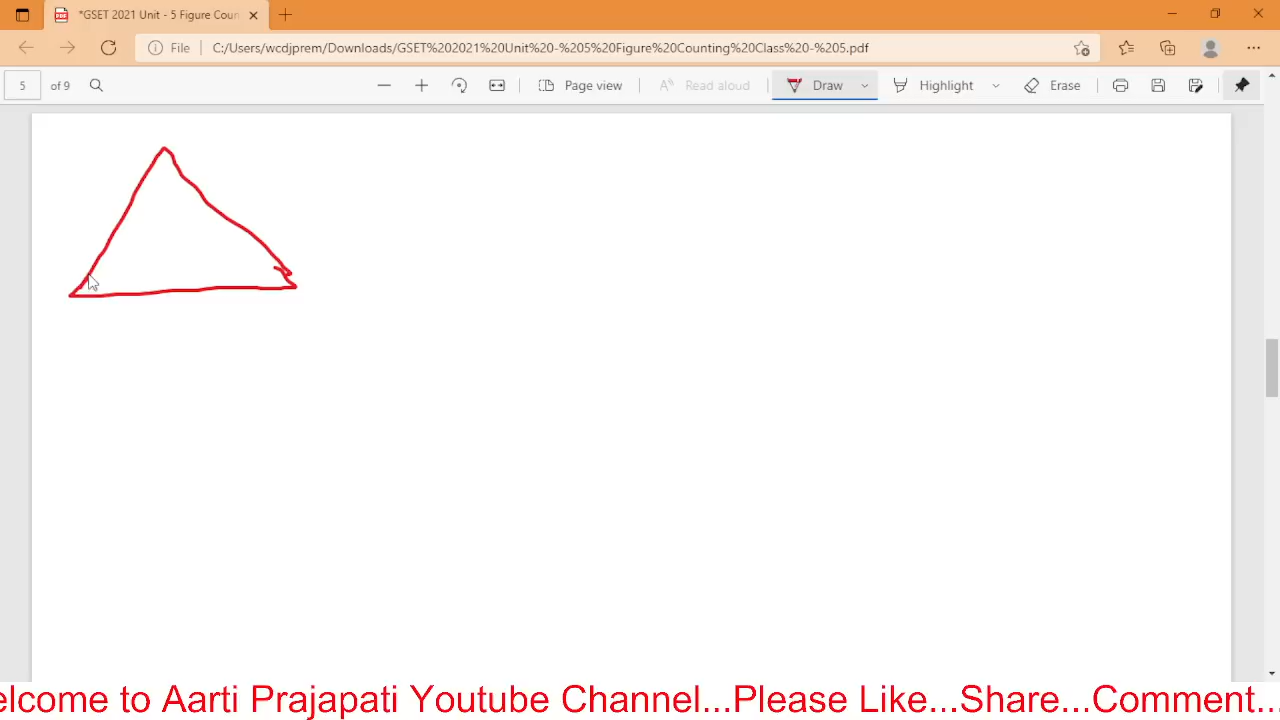 *GSET 2021 Unit - 5 Figure Coun
File C:/Users/wcdjprem/Downloads/GSET%202021%20Unit%20-%205%20Figure%20Counting%20Class%20-%205.pdf
5 of 9 Page view Read aloud Draw Highlight Erase
elcome to Aarti Prajapati Youtube Channel...Please Like...Share...Comment...